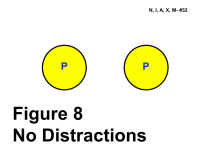 N, I, A, X, M- #32
P P
Figure 8
No Distractions